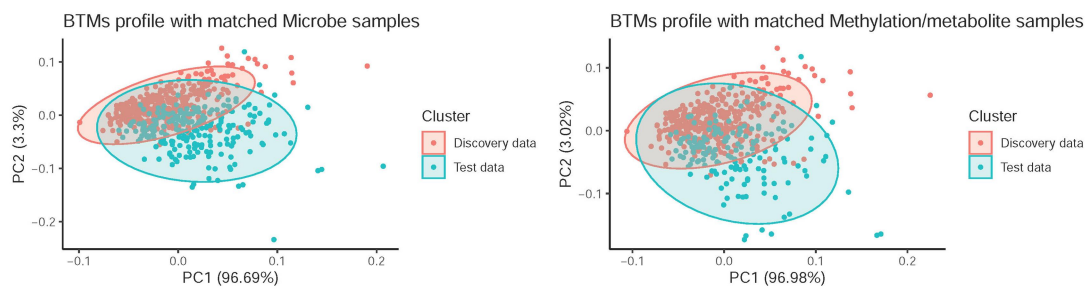 BTMs profile with matched Microbe samples
0.1
0.0
−0.1
−0.2
PC2 (3.3%)
−0.1
0.0
0.1
0.2
PC1 (96.69%)
Cluster
Discovery data
Test data
BTMs profile with matched Methylation/metabolite samples
0.1
0.0
−0.1
PC2 (3.02%)
−0.1
0.0
0.1
0.2
PC1 (96.98%)
Cluster
Discovery data
Test data